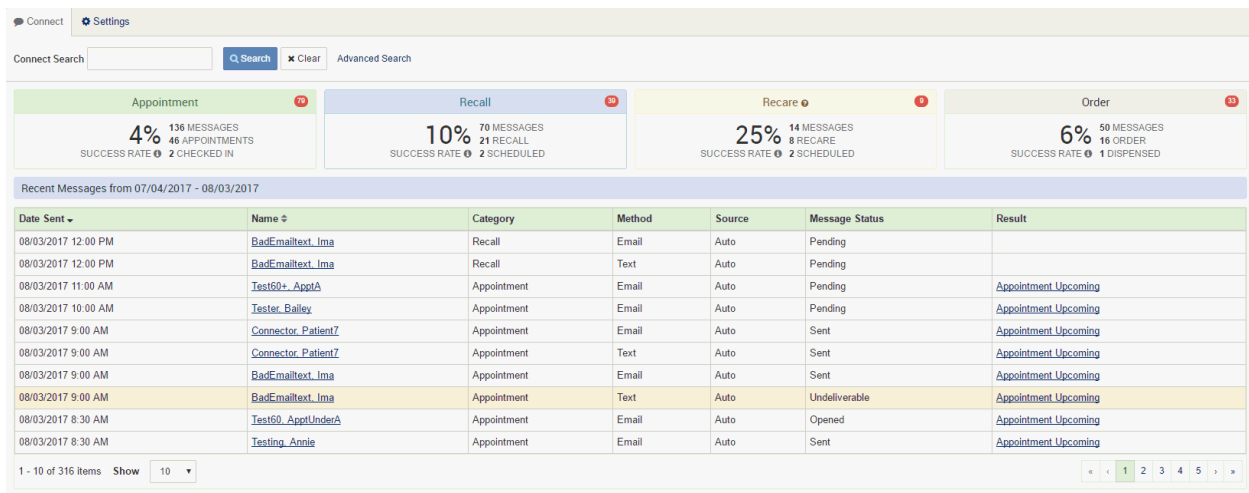 Connect Settings
Connect Search Search Clear Advanced Search
Appointment 79
4% 136 MESSAGES
46 APPOINTMENTS
SUCCESS RATE 2 CHECKED IN
Recall 39
10% 70 MESSAGES
21 RECALL
SUCCESS RATE 2 SCHEDULED
Recare 9
25% 14 MESSAGES
8 RECARE
SUCCESS RATE 2 SCHEDULED
Order 33
6% 50 MESSAGES
16 ORDER
SUCCESS RATE 1 DISPENSED
Recent Messages from 07/04/2017 - 08/03/2017
Date Sent Name Category Method Source Message Status Result
08/03/2017 12:00 PM BadEmailtext, Ima Recall Email Auto Pending
08/03/2017 12:00 PM BadEmailtext, Ima Recall Text Auto Pending
08/03/2017 11:00 AM Test60+, ApptA Appointment Email Auto Pending Appointment Upcoming
08/03/2017 10:00 AM Tester, Bailey Appointment Email Auto Pending Appointment Upcoming
08/03/2017 9:00 AM Connector, Patient7 Appointment Email Auto Sent Appointment Upcoming
08/03/2017 9:00 AM Connector, Patient7 Appointment Text Auto Sent Appointment Upcoming
08/03/2017 9:00 AM BadEmailtext, Ima Appointment Email Auto Sent Appointment Upcoming
08/03/2017 9:00 AM BadEmailtext, Ima Appointment Text Auto Undeliverable Appointment Upcoming
08/03/2017 8:30 AM Test60, ApptUnderA Appointment Email Auto Opened Appointment Upcoming
08/03/2017 8:30 AM Testing, Annie Appointment Email Auto Sent Appointment Upcoming
1 - 10 of 316 items Show 10 « ‹ 1 2 3 4 5 › »